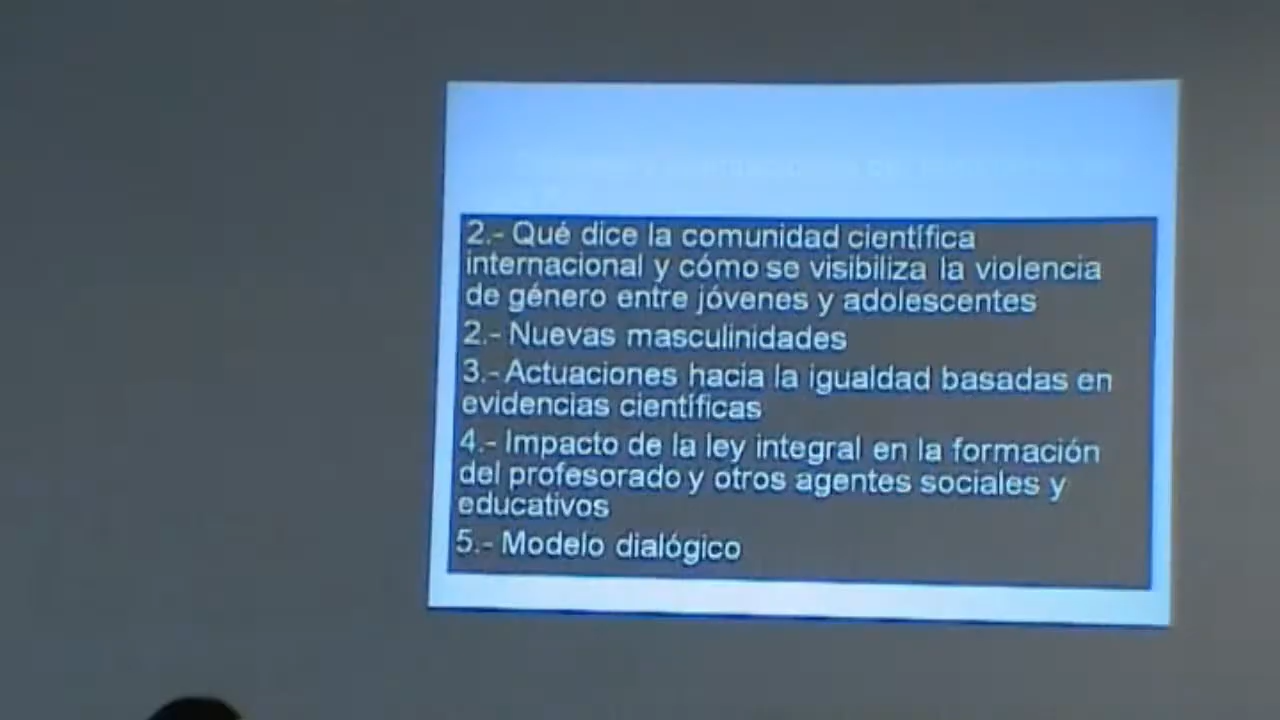 2.- Qué dice la comunidad científica
internacional y cómo se visibiliza la violencia
de género entre jóvenes y adolescentes
2.- Nuevas masculinidades
3.- Actuaciones hacia la igualdad basadas en
evidencias científicas
4.- Impacto de la ley integral en la formación
del profesorado y otros agentes sociales y
educativos
5.- Modelo dialógico